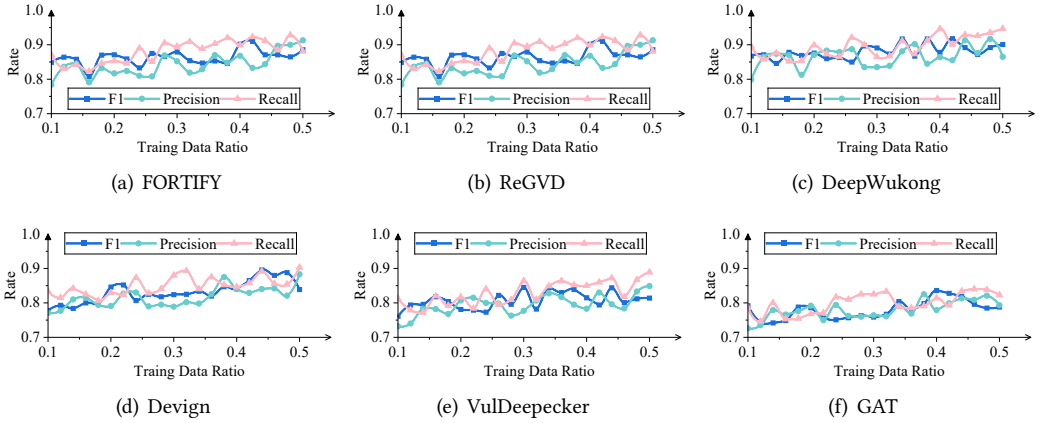 1.0
0.9
0.8
0.7
Rate
F1 Precision Recall
0.1 0.2 0.3 0.4 0.5
Traing Data Ratio
(a) FORTIFY
1.0
0.9
0.8
0.7
Rate
F1 Precision Recall
0.1 0.2 0.3 0.4 0.5
Traing Data Ratio
(b) ReGVD
1.0
0.9
0.8
0.7
Rate
F1 Precision Recall
0.1 0.2 0.3 0.4 0.5
Traing Data Ratio
(c) DeepWukong
1.0
0.9
0.8
0.7
Rate
F1 Precision Recall
0.1 0.2 0.3 0.4 0.5
Traing Data Ratio
(d) Devign
1.0
0.9
0.8
0.7
Rate
F1 Precision Recall
0.1 0.2 0.3 0.4 0.5
Traing Data Ratio
(e) VulDeepecker
1.0
0.9
0.8
0.7
Rate
F1 Precision Recall
0.1 0.2 0.3 0.4 0.5
Traing Data Ratio
(f) GAT